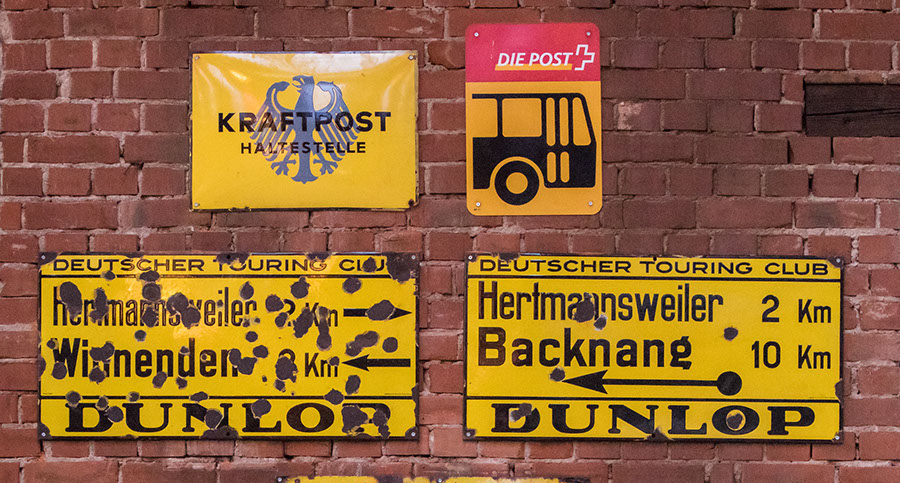 KRAFTPOST
HALTESTELLE
DIE POST
DEUTSCHER TOURING CLUB
Hertmannsweiler 2 Km
Winnenden Km
DUNLOP
DEUTSCHER TOURING CLUB
Hertmannsweiler 2 Km
Backnang 10 Km
DUNLOP